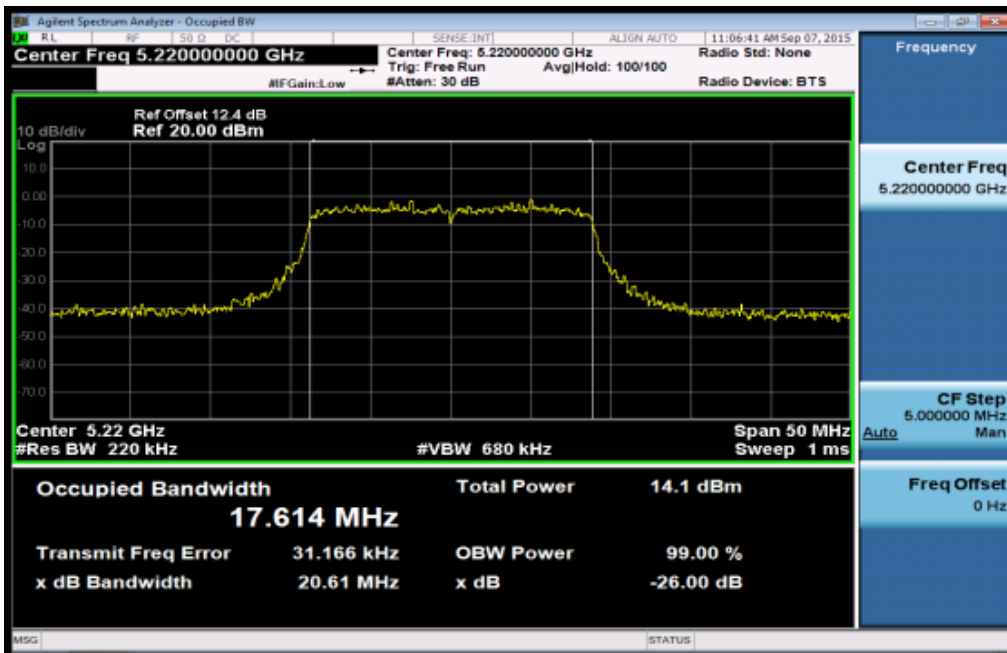 Agilent Spectrum Analyzer - Occupied BW
RL RF 50 Ω DC SENSE:INT ALIGN AUTO 11:06:41 AM Sep 07, 2015
Center Freq 5.220000000 GHz
Center Freq: 5.220000000 GHz
Radio Std: None
Trig: Free Run Avg|Hold: 100/100
#IFGain:Low
#Atten: 30 dB
Radio Device: BTS
Ref Offset 12.4 dB
10 dB/div Ref 20.00 dBm
Log
10.0
0.00
-10.0
-20.0
-30.0
-40.0
-50.0
-60.0
-70.0
Center 5.22 GHz Span 50 MHz
#Res BW 220 kHz #VBW 680 kHz Sweep 1 ms
Occupied Bandwidth Total Power 14.1 dBm
17.614 MHz
Transmit Freq Error 31.166 kHz OBW Power 99.00 %
x dB Bandwidth 20.61 MHz x dB -26.00 dB
MSG STATUS
Frequency
Center Freq
5.220000000 GHz
CF Step
5.000000 MHz
Auto Man
Freq Offset
0 Hz